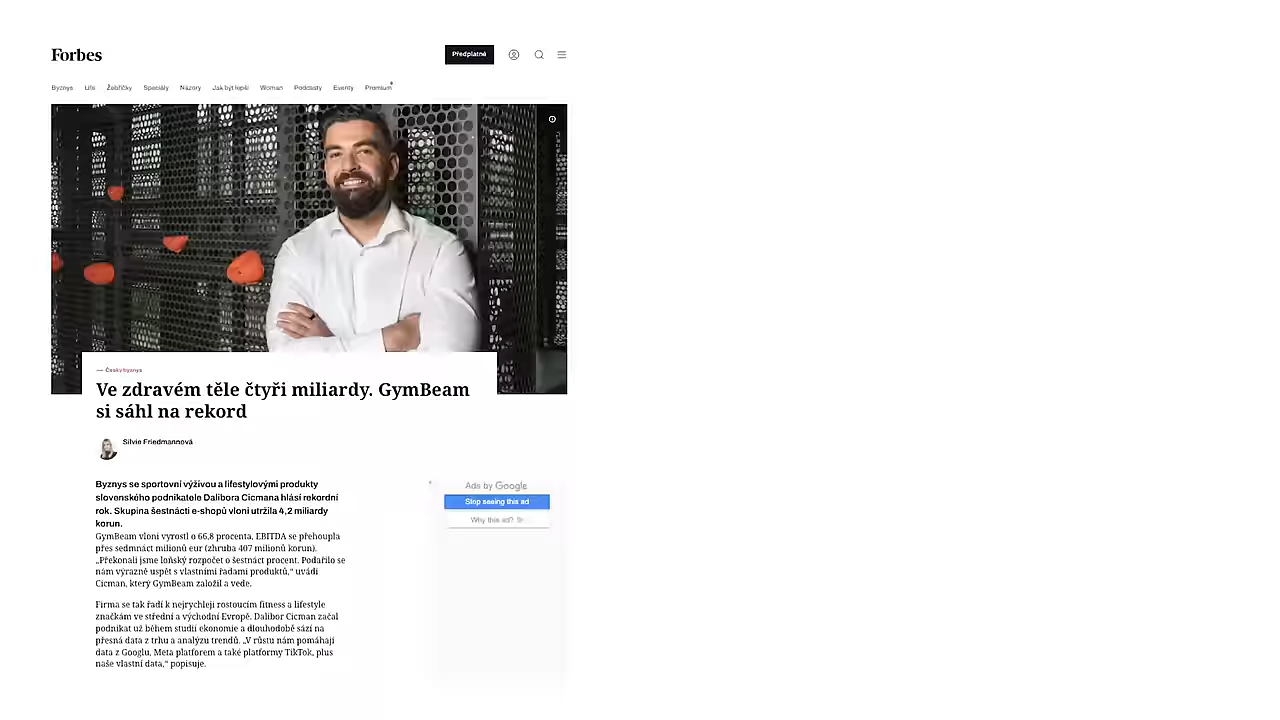 Forbes
Předplatné
Byznys Life Žebříčky Speciály Názory Jak být lepší Woman Podcasty Eventy Premium
— Český byznys
Ve zdravém těle čtyři miliardy. GymBeam
si sáhl na rekord
Silvie Friedmannová
Byznys se sportovní výživou a lifestylovými produkty
slovenského podnikatele Dalibora Cicmana hlásí rekordní
rok. Skupina šestnácti e-shopů vloni utržila 4,2 miliardy
korun.
GymBeam vloni vyrostl o 66,8 procenta, EBITDA se přehoupla
přes sedmnáct milionů eur (zhruba 407 milionů korun).
„Překonali jsme loňský rozpočet o šestnáct procent. Podařilo se
nám výrazně uspět s vlastními řadami produktů,“ uvádí
Cicman, který GymBeam založil a vede.
Firma se tak řadí k nejrychleji rostoucím fitness a lifestyle
značkám ve střední a východní Evropě. Dalibor Cicman začal
podnikat už během studií ekonomie a dlouhodobě sází na
přesná data z trhu a analýzu trendů. „V růstu nám pomáhají
data z Googlu, Meta platforem a také platformy TikTok, plus
naše vlastní data,“ popisuje.
Ads by Google
Stop seeing this ad
Why this ad?